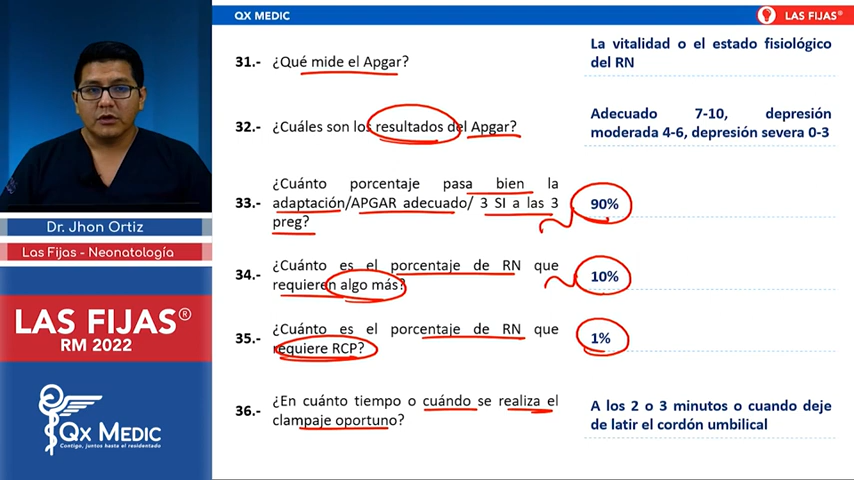 QX MEDIC
LAS FIJAS®
31.- ¿Qué mide el Apgar?
La vitalidad o el estado fisiológico
del RN
32.- ¿Cuáles son los resultados del Apgar?
Adecuado 7-10, depresión
moderada 4-6, depresión severa 0-3
33.- ¿Cuánto porcentaje pasa bien la
adaptación/APGAR adecuado/ 3 SI a las 3
preg?
90%
34.- ¿Cuánto es el porcentaje de RN que
requieren algo más?
10%
35.- ¿Cuánto es el porcentaje de RN que
requiere RCP?
1%
36.- ¿En cuánto tiempo o cuándo se realiza el
clampaje oportuno?
A los 2 o 3 minutos o cuando deje
de latir el cordón umbilical
Dr. Jhon Ortiz
Las Fijas - Neonatología
LAS FIJAS®
RM 2022
QX MEDIC
Contigo, juntos hasta el residentado